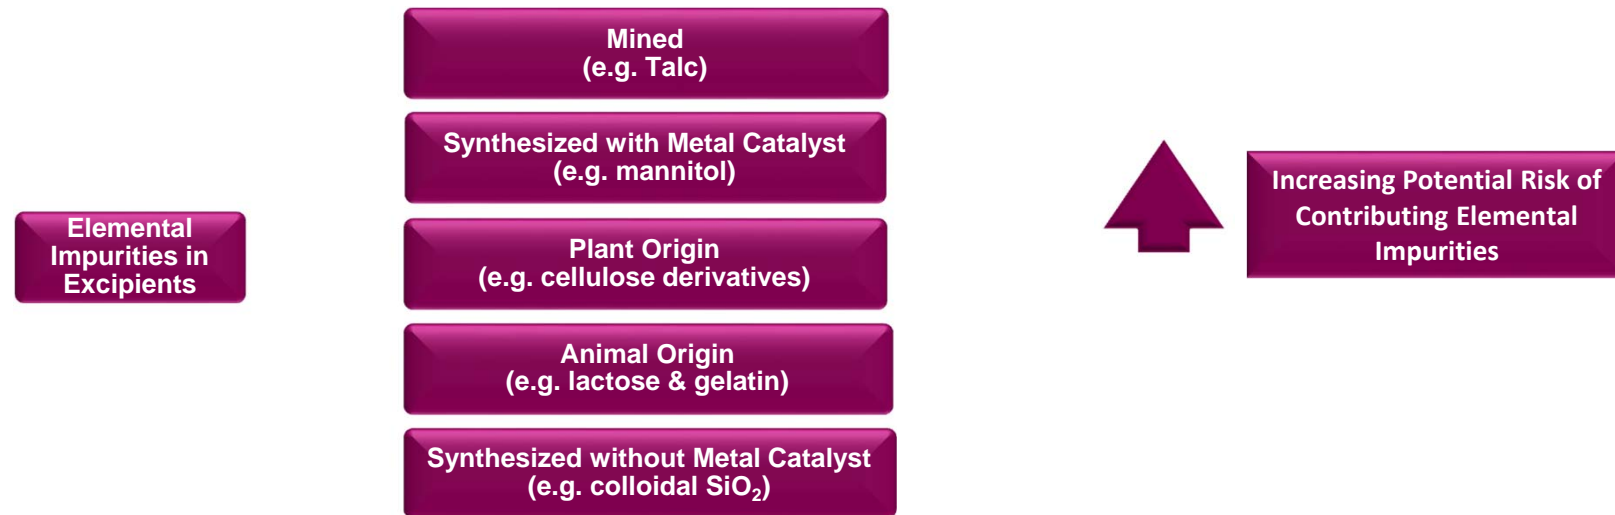 Mined
(e.g. Talc)
Synthesized with Metal Catalyst
(e.g. mannitol)
Elemental
Impurities in
Excipients
Plant Origin
(e.g. cellulose derivatives)
Animal Origin
(e.g. lactose & gelatin)
Synthesized without Metal Catalyst
(e.g. colloidal SiO₂)
Increasing Potential Risk of
Contributing Elemental
Impurities